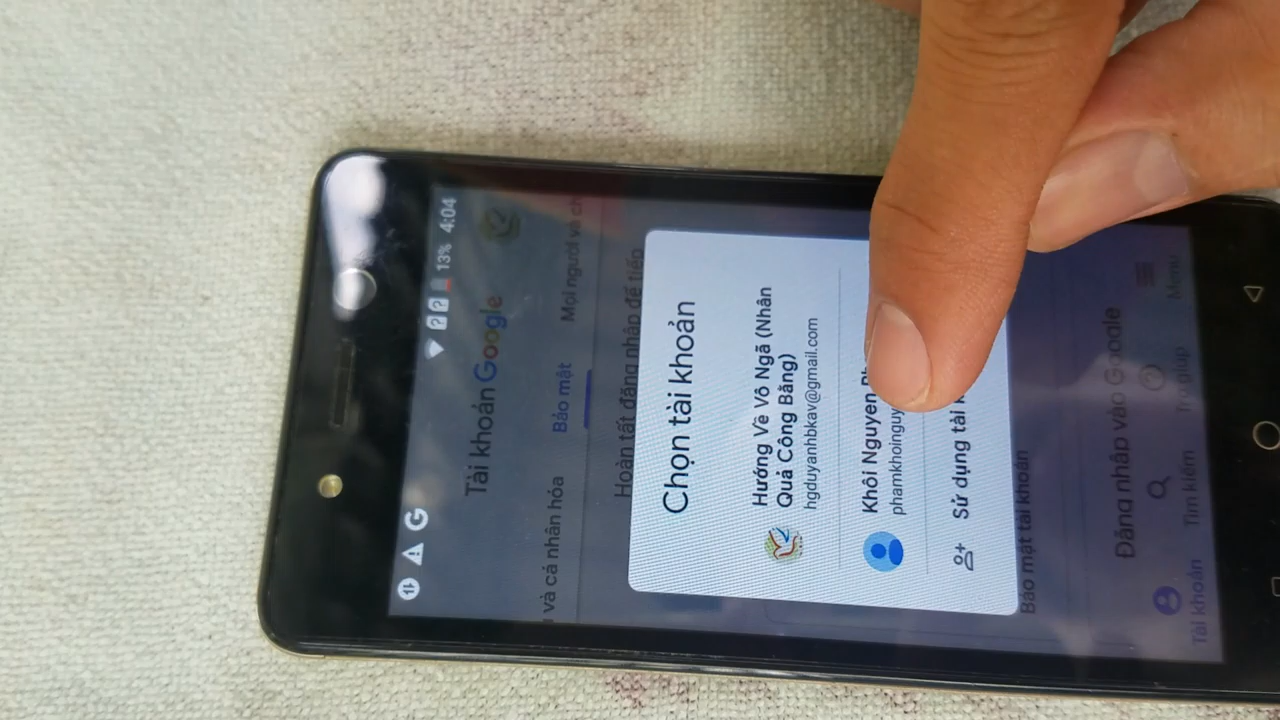 13% 4:04
Tài khoản Google
và cá nhân hóa Bảo mật Mọi người và ch
Hoàn tất đăng nhập để tiếp
Chọn tài khoản
Hướng Về Vô Ngã (Nhân
Quả Công Bằng)
hgduyanhbkav@gmail.com
Khôi Nguyen
phamkhoinguy
Sử dụng tài
Bảo mật tài khoản
Đăng nhập vào Google
Tài khoản Tìm kiếm Trợ giúp Menu